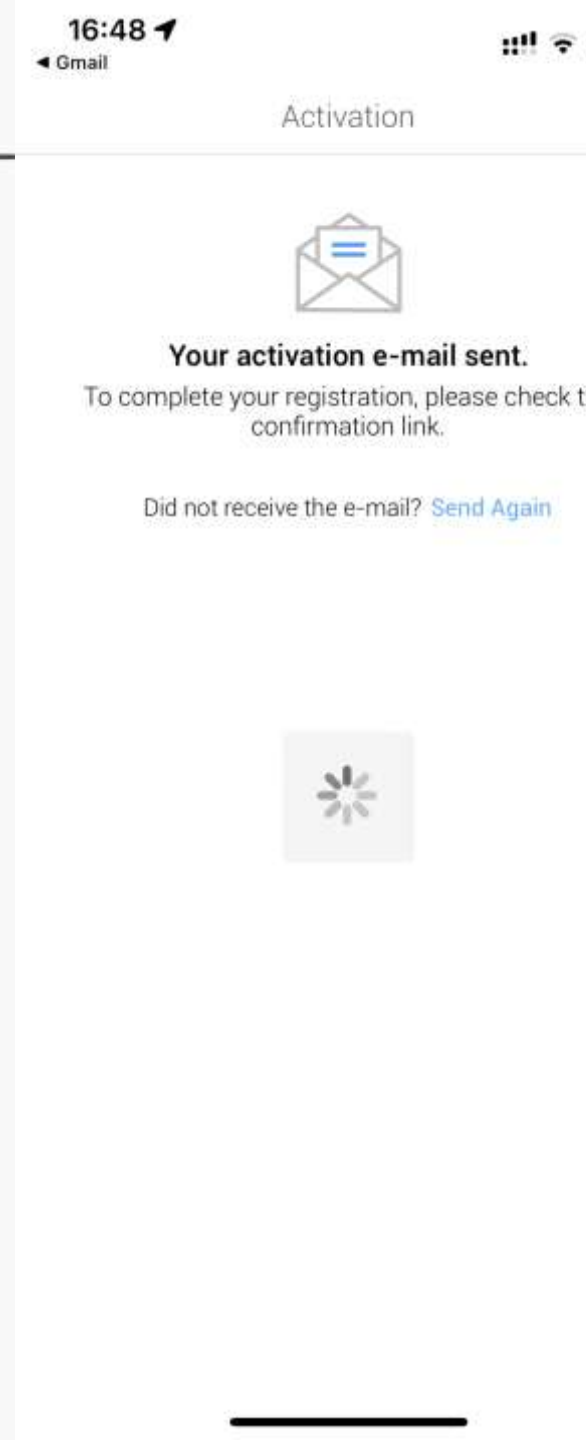 16:48
Gmail
Activation
Your activation e-mail sent.
To complete your registration, please check
confirmation link.
Did not receive the e-mail? Send Again